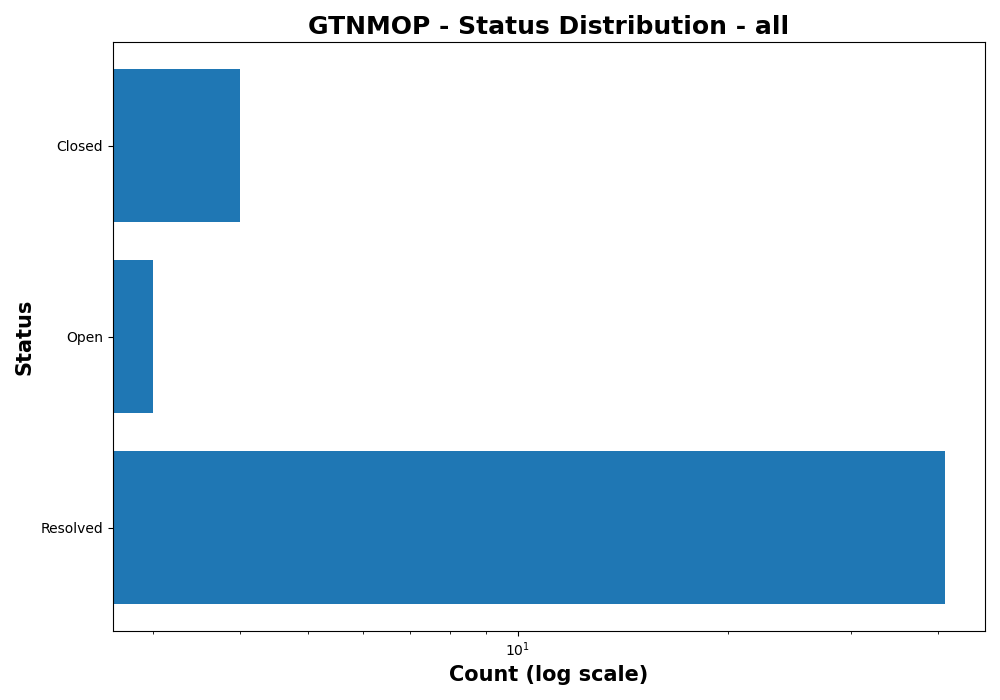 GTNMOP - Status Distribution - all
Status
Closed
Open
Resolved
10¹
Count (log scale)